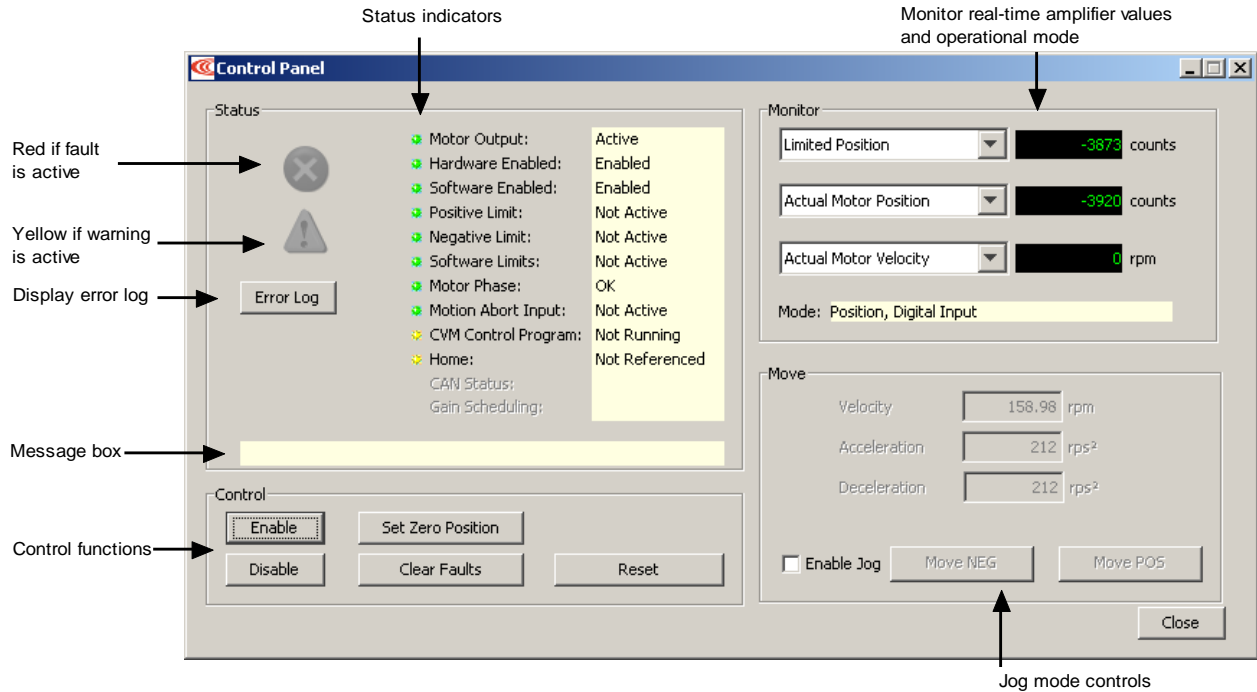 Status indicators
Monitor real-time amplifier values
and operational mode
Control Panel
Status
Red if fault
is active
Yellow if warning
is active
Display error log
Error Log
Motor Output: Active
Hardware Enabled: Enabled
Software Enabled: Enabled
Positive Limit: Not Active
Negative Limit: Not Active
Software Limits: Not Active
Motor Phase: OK
Motion Abort Input: Not Active
CVM Control Program: Not Running
Home: Not Referenced
CAN Status:
Gain Scheduling:
Message box
Monitor
Limited Position -3873 counts
Actual Motor Position -3920 counts
Actual Motor Velocity 0 rpm
Mode: Position, Digital Input
Move
Velocity 158.98 rpm
Acceleration 212 rps²
Deceleration 212 rps²
Enable Jog Move NEG Move POS
Control
Control functions
Enable Set Zero Position
Disable Clear Faults Reset
Close
Jog mode controls